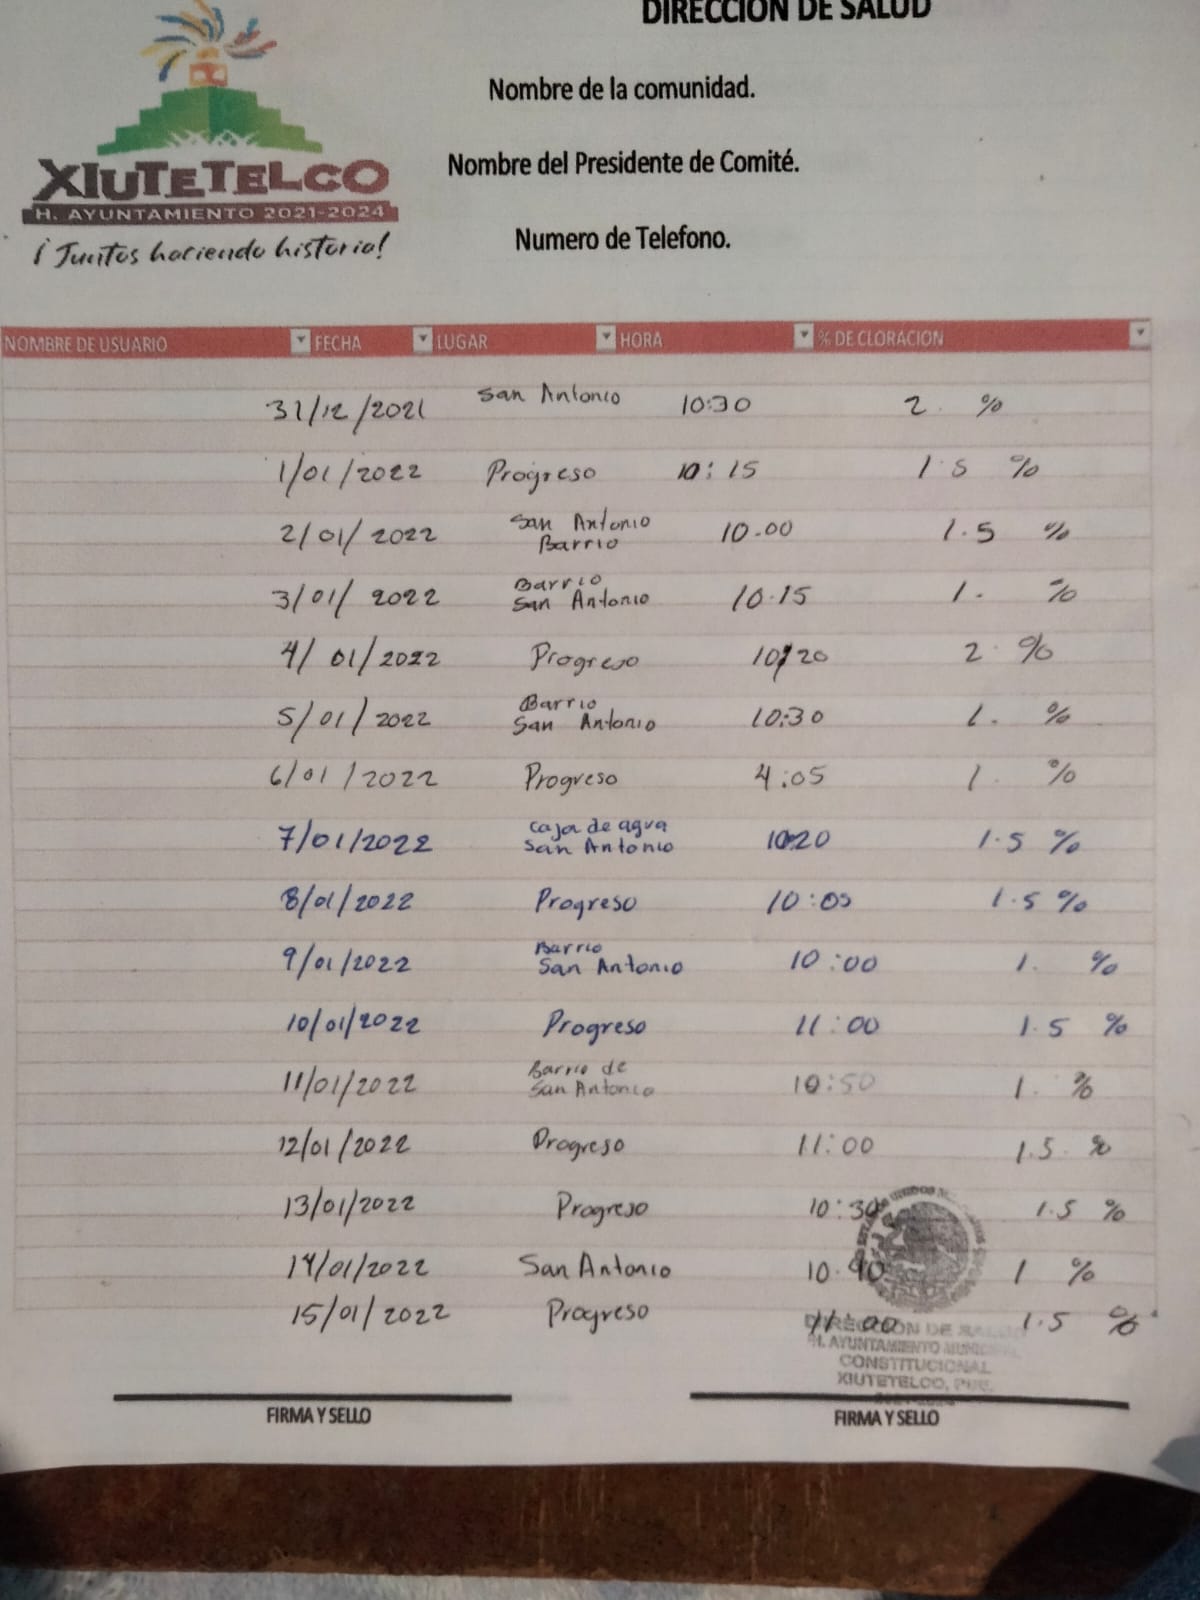 DIRECCION DE SALUD
Nombre de la comunidad.
Nombre del Presidente de Comité.
Numero de Telefono.
XIUTETELCO
H. AYUNTAMIENTO 2021-2024
¡Juntos haciendo historia!
NOMBRE DE USUARIO FECHA LUGAR HORA % DE CLORACION
31/12/2021 San Antonio 10:30 2. %
1/01/2022 Progreso 10:15 1.5 %
2/01/2022 San Antonio Barrio 10.00 1.5 %
3/01/2022 Barrio San Antonio 10.15 1. %
4/01/2022 Progreso 10:20 2. %
5/01/2022 Barrio San Antonio 10:30 1. %
6/01/2022 Progreso 4:05 1. %
7/01/2022 Caja de agua San Antonio 10:20 1.5 %
8/01/2022 Progreso 10:05 1.5 %
9/01/2022 Barrio San Antonio 10:00 1. %
10/01/2022 Progreso 11:00 1.5 %
11/01/2022 Barrio de San Antonio 10:50 1. %
12/01/2022 Progreso 11:00 1.5. %
13/01/2022 Progreso 10:30 1.5 %
14/01/2022 San Antonio 10.40 1 %
15/01/2022 Progreso 11:00 1.5 %
DIRECCION DE
H. AYUNTAMIENTO
CONSTITUCIONAL
XIUTETELCO, PUE.
FIRMA Y SELLO
FIRMA Y SELLO